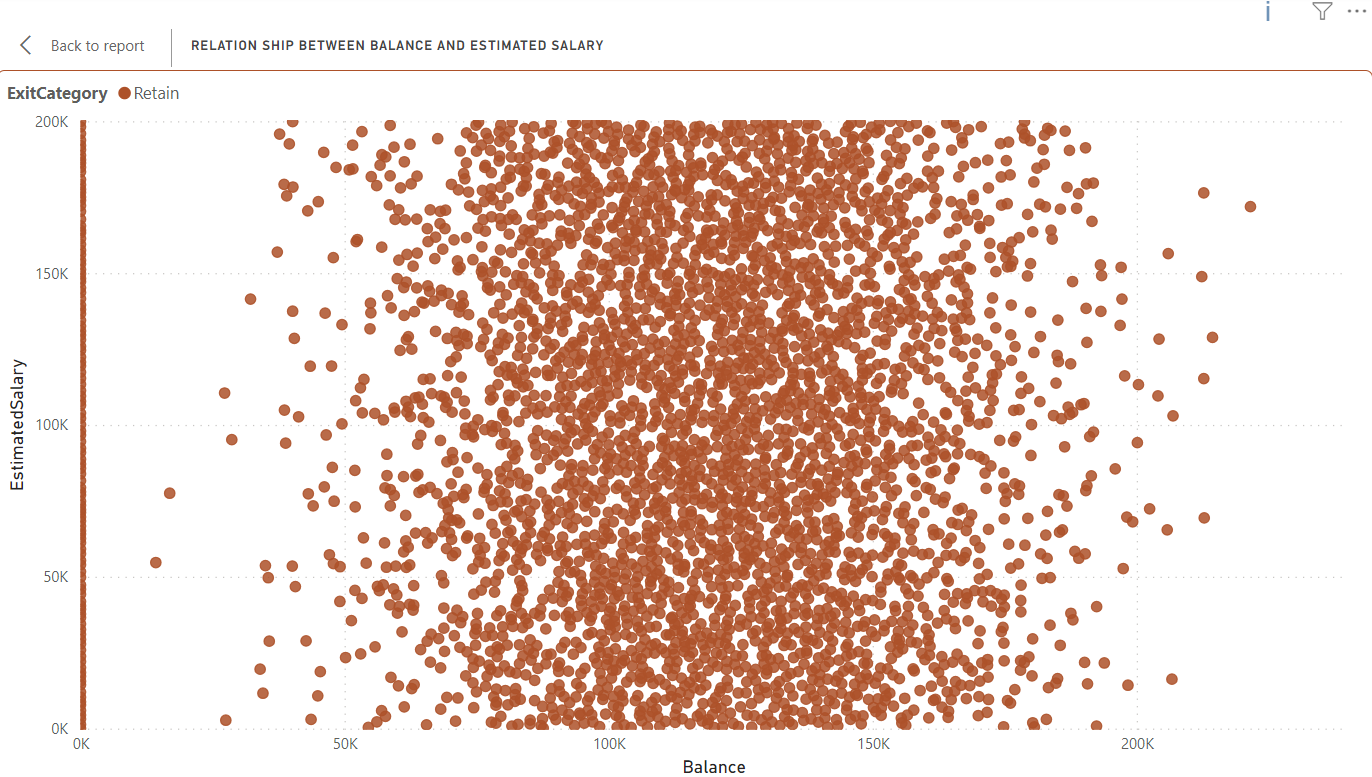 Back to report
RELATION SHIP BETWEEN BALANCE AND ESTIMATED SALARY
ExitCategory Retain
200K
150K
100K
50K
0K
EstimatedSalary
0K 50K 100K 150K 200K
Balance